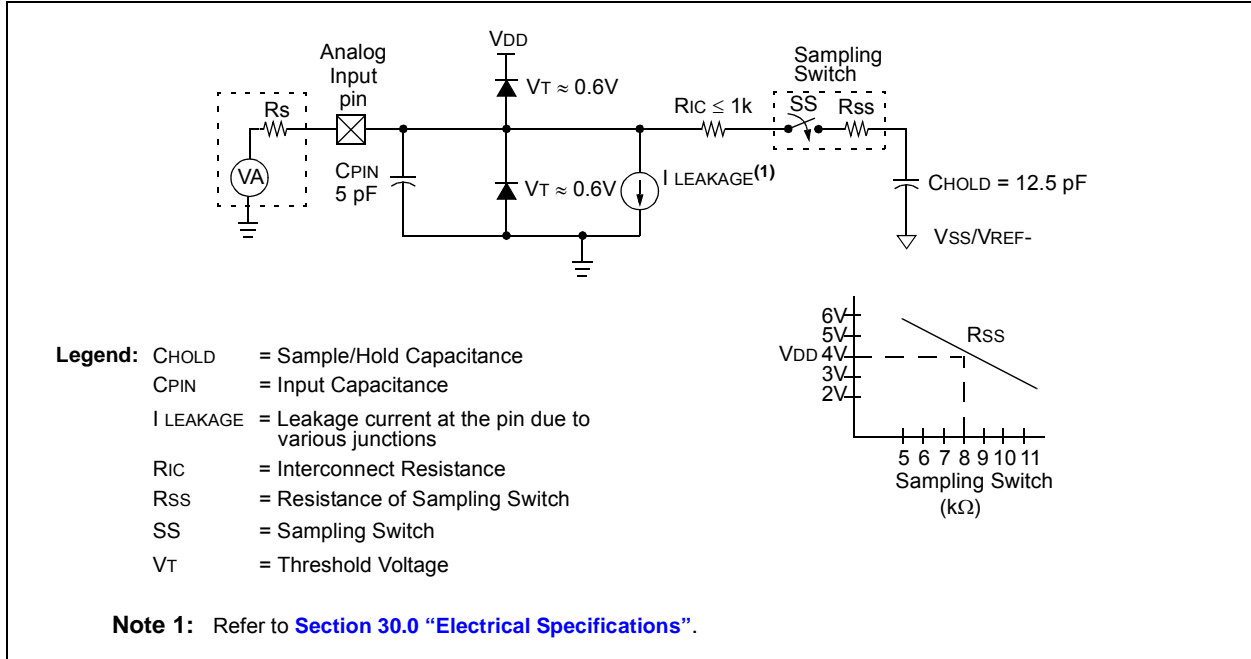 VDD
Analog
Input
pin
Sampling
Switch
VT ≈ 0.6V
RIC ≤ 1k
SS
Rss
Rs
VA
CPIN
5 pF
VT ≈ 0.6V
I LEAKAGE(1)
CHOLD = 12.5 pF
VSS/VREF-
6V
5V
VDD 4V
3V
2V
RSS
5 6 7 8 9 10 11
Sampling Switch
(kΩ)
Legend: CHOLD = Sample/Hold Capacitance
CPIN = Input Capacitance
I LEAKAGE = Leakage current at the pin due to
various junctions
RIC = Interconnect Resistance
RSS = Resistance of Sampling Switch
SS = Sampling Switch
VT = Threshold Voltage
Note 1: Refer to Section 30.0 “Electrical Specifications”.